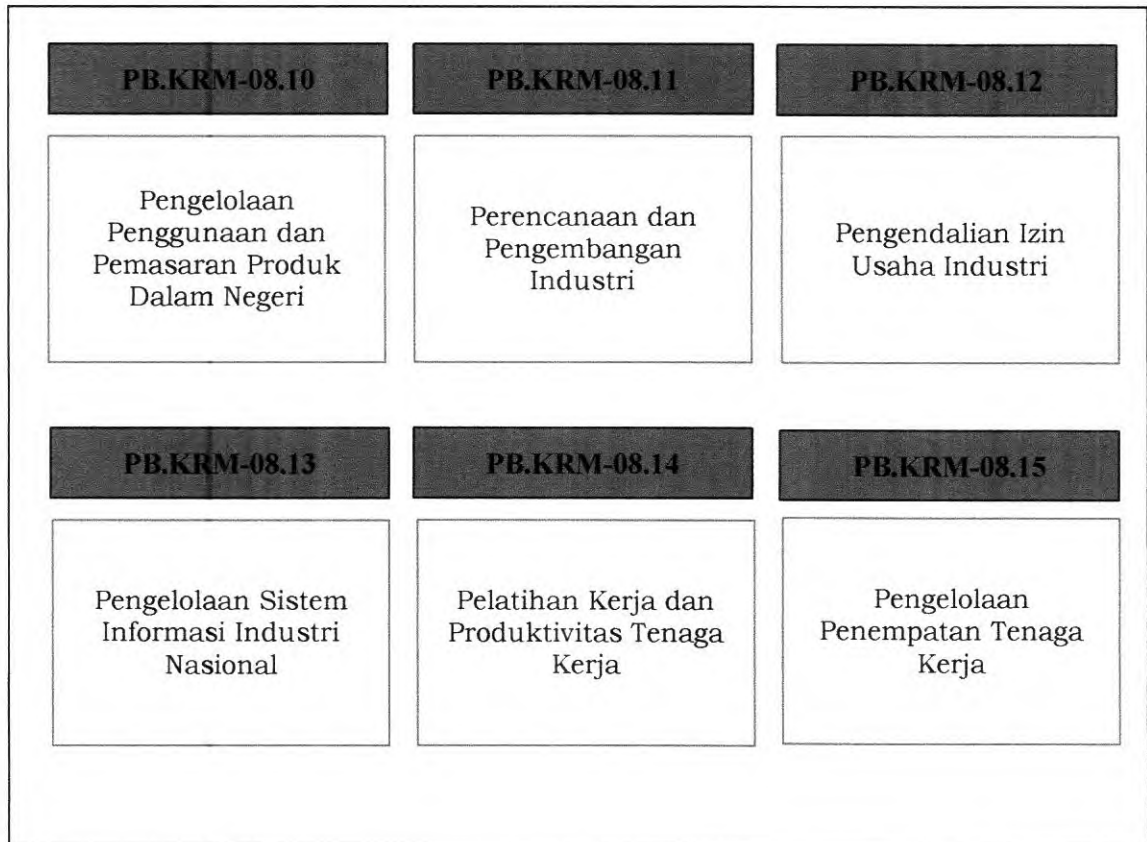 PB.KRM-08.10
PB.KRM-08.11
PB.KRM-08.12
Pengelolaan
Penggunaan dan
Pemasaran Produk
Dalam Negeri
Perencanaan dan
Pengembangan
Industri
Pengendalian Izin
Usaha Industri
PB.KRM-08.13
PB.KRM-08.14
PB.KRM-08.15
Pengelolaan Sistem
Informasi Industri
Nasional
Pelatihan Kerja dan
Produktivitas Tenaga
Kerja
Pengelolaan
Penempatan Tenaga
Kerja